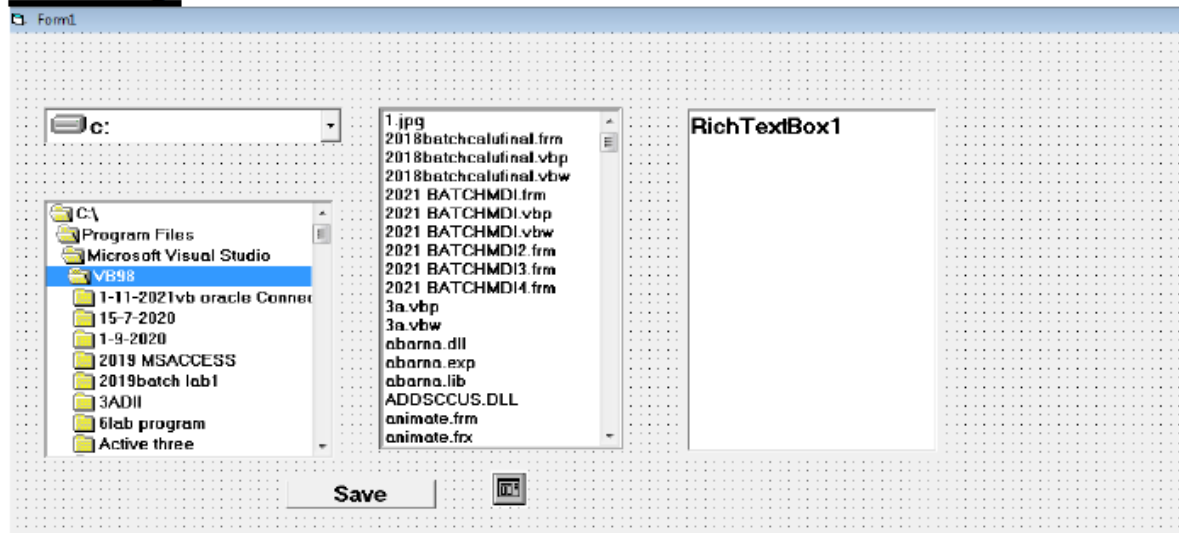 Form1
c:
C:\
Program Files
Microsoft Visual Studio
VB98
1-11-2021vb oracle Connec
15-7-2020
1-9-2020
2019 MSACCESS
2019batch lab1
3ADll
6lab program
Active three
1.jpg
2018batchcalufinal.frm
2018batchcalufinal.vbp
2018batchcalufinal.vbw
2021 BATCHMDI.frm
2021 BATCHMDI.vbp
2021 BATCHMDI.vbw
2021 BATCHMDI2.frm
2021 BATCHMDI3.frm
2021 BATCHMDI4.frm
3a.vbp
3a.vbw
abarna.dll
abarna.exp
abarna.lib
ADDSCCUS.DLL
animate.frm
animate.frx
RichTextBox1
Save